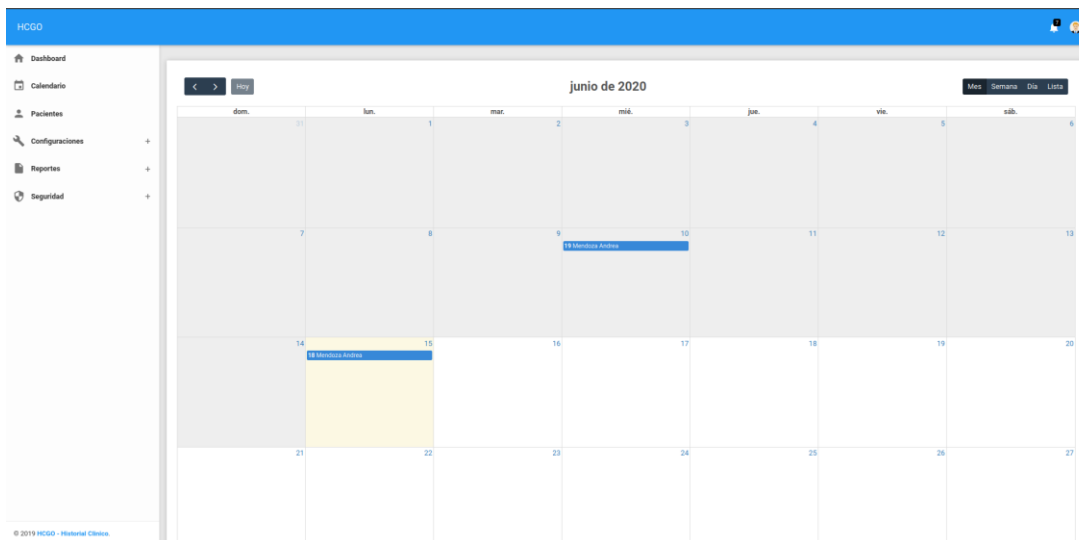 HCGO
Dashboard
Calendario
Pacientes
Configuraciones +
Reportes +
Seguridad +
< > Hoy
junio de 2020
Mes Semana Día Lista
dom. lun. mar. mié. jue. vie. sáb.
31 1 2 3 4 5 6
7 8 9 10 11 12 13
19 Mendoza Andrea
14 15 16 17 18 19 20
18 Mendoza Andrea
21 22 23 24 25 26 27
© 2019 HCGO - Historial Clínico.